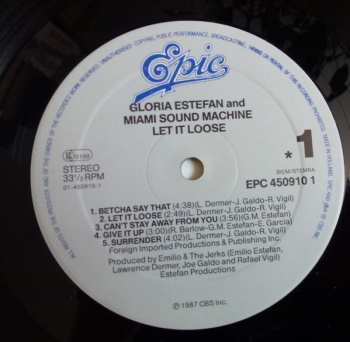 Epic
GLORIA ESTEFAN and
MIAMI SOUND MACHINE
LET IT LOOSE
STEREO
33⅓ RPM
01-450910-1
* 1
BIEM/STEMRA
EPC 450910 1
1 BETCHA SAY THAT (4:38)(L. Dermer-J. Galdo-R. Vigil)
2. LET IT LOOSE (2:49)(L. Dermer-J. Galdo-R. Vigil)
3. CAN'T STAY AWAY FROM YOU (3:56)(G.M. Estefan)
4. GIVE IT UP (3:00)(R. Barlow-G.M. Estefan-E. Garcia)
5. SURRENDER (4:02)(L. Dermer-J. Galdo-R. Vigil)
Foreign Imported Productions & Publishing Inc.
Produced by Emilio & The Jerks (Emilio Estefan,
Lawrence Dermer, Joe Galdo and Rafael Vigil)
Estefan Productions
℗ 1987 CBS Inc.